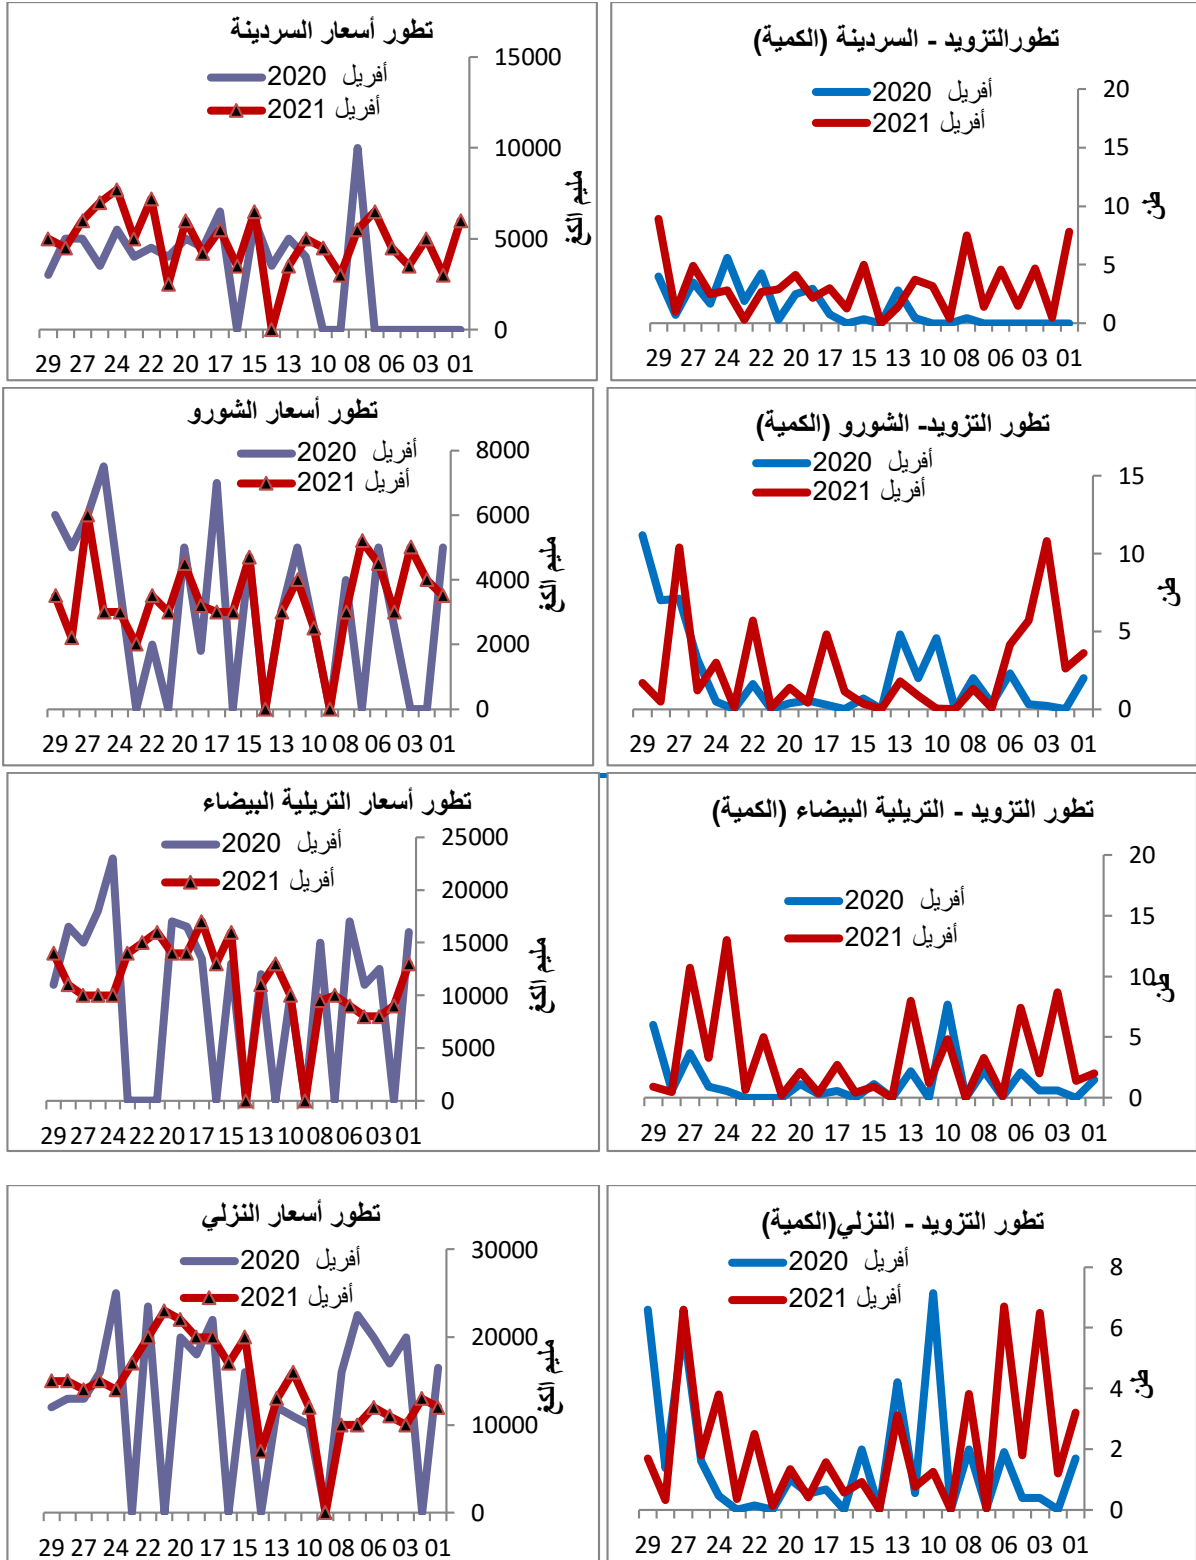 تطور أسعار السردينة
أفريل 2020
أفريل 2021
15000
10000
5000
0
مليم الكغ
29 27 24 22 20 17 15 13 10 08 06 03 01
تطورالتزويد - السردينة (الكمية)
أفريل 2020
أفريل 2021
20
15
10
5
0
طن
29 27 24 22 20 17 15 13 10 08 06 03 01
تطور أسعار الشورو
أفريل 2020
أفريل 2021
8000
6000
4000
2000
0
مليم الكغ
29 27 24 22 20 17 15 13 10 08 06 03 01
تطور التزويد- الشورو (الكمية)
أفريل 2020
أفريل 2021
15
10
5
0
طن
29 27 24 22 20 17 15 13 10 08 06 03 01
تطور أسعار التريلية البيضاء
أفريل 2020
أفريل 2021
25000
20000
15000
10000
5000
0
مليم الكغ
29 27 24 20 17 15 13 10 08 06 03 01
تطور التزويد - التريلية البيضاء (الكمية)
أفريل 2020
أفريل 2021
20
15
10
5
0
طن
29 27 24 22 20 17 15 13 10 08 06 03 01
تطور أسعار النزلي
أفريل 2020
أفريل 2021
30000
20000
10000
0
مليم الكغ
29 27 24 22 20 17 15 13 10 08 06 03 01
تطور التزويد - النزلي(الكمية)
أفريل 2020
أفريل 2021
8
6
4
2
0
طن
29 27 24 22 20 17 15 13 10 08 06 03 01